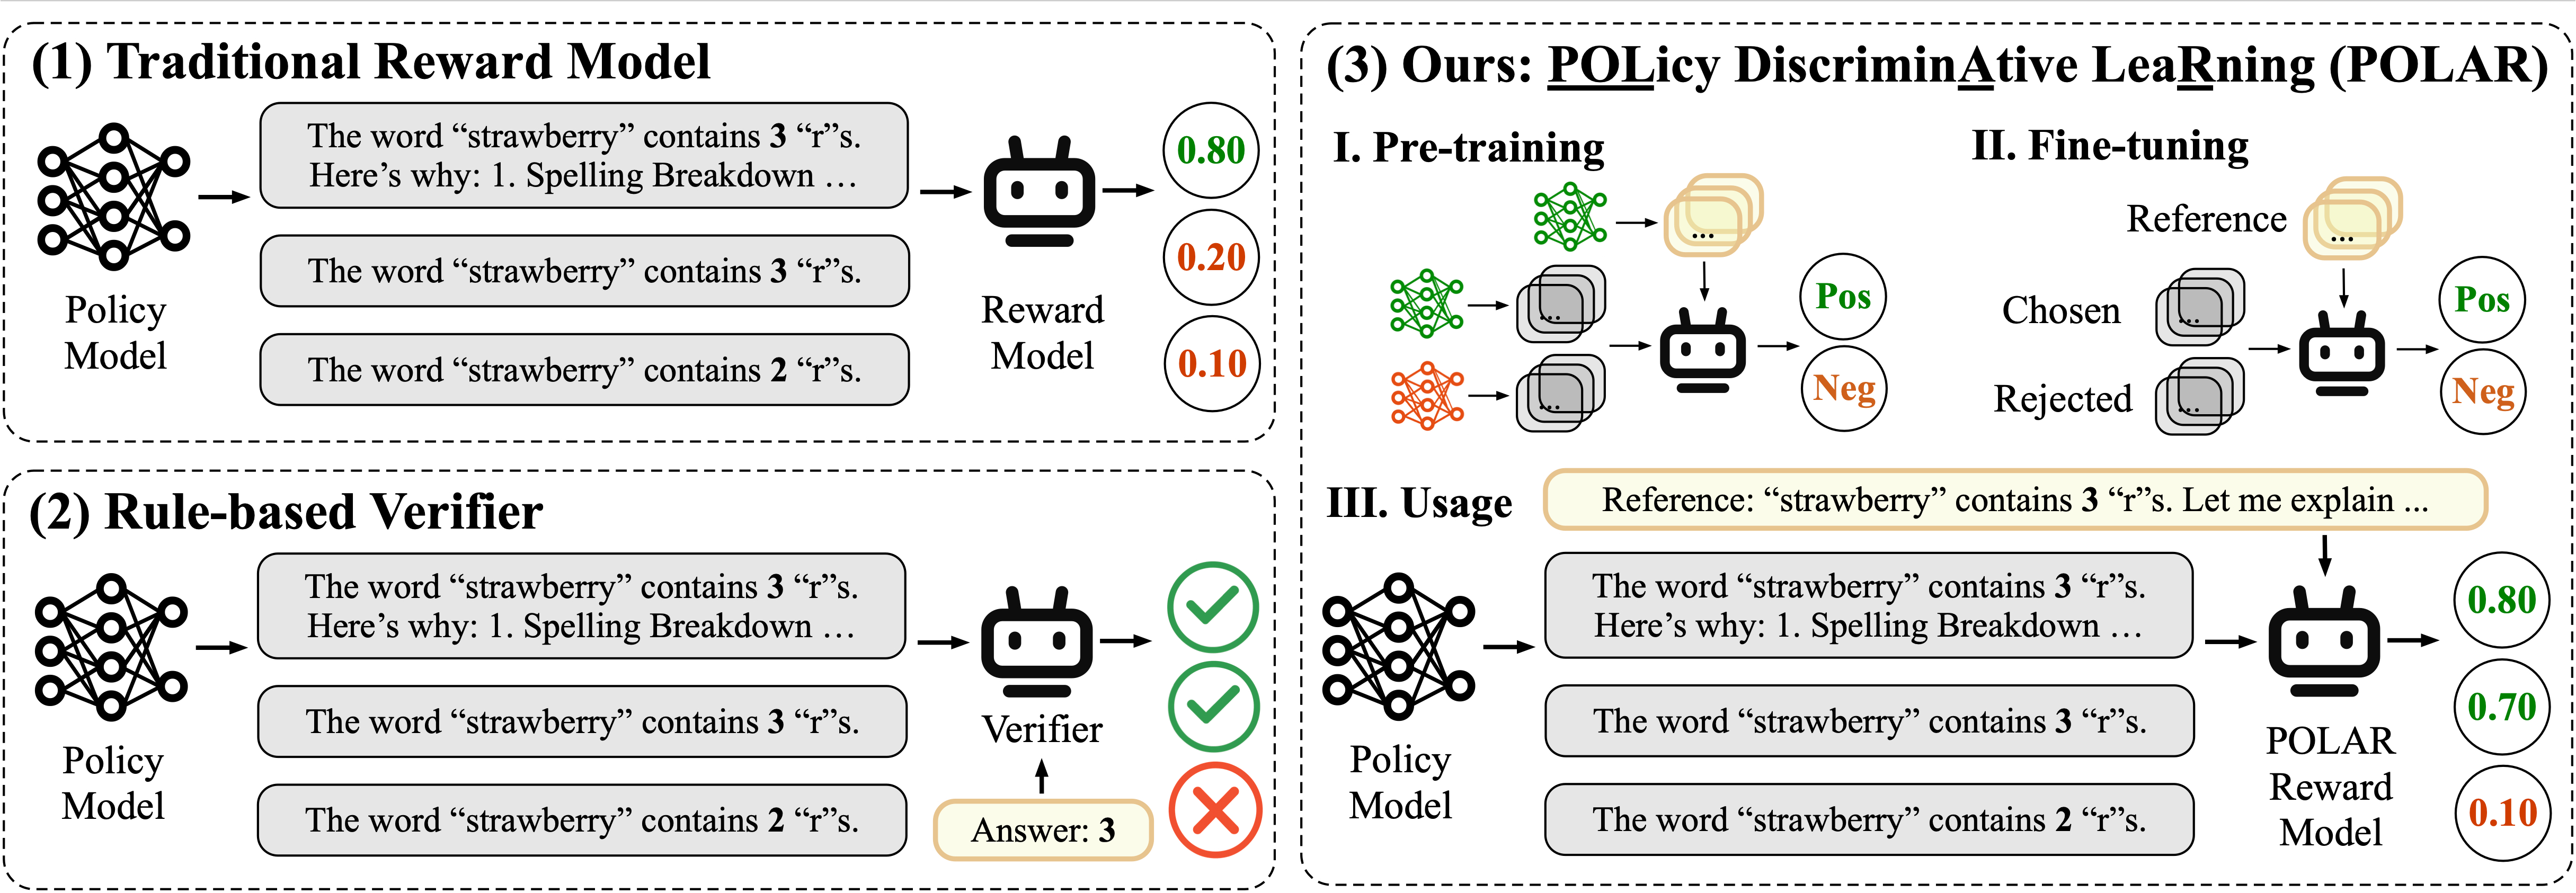 (1) Traditional Reward Model
The word “strawberry” contains 3 “r”s.
Here’s why: 1. Spelling Breakdown …
The word “strawberry” contains 3 “r”s.
The word “strawberry” contains 2 “r”s.
Policy
Model
Reward
Model
0.80
0.20
0.10
(2) Rule-based Verifier
The word “strawberry” contains 3 “r”s.
Here’s why: 1. Spelling Breakdown …
The word “strawberry” contains 3 “r”s.
The word “strawberry” contains 2 “r”s.
Policy
Model
Verifier
Answer: 3
(3) Ours: POLicy DiscriminAtive LeaRning (POLAR)
I. Pre-training
...
...
...
Pos
Neg
II. Fine-tuning
Reference
...
Chosen
...
Rejected
...
Pos
Neg
III. Usage
Reference: “strawberry” contains 3 “r”s. Let me explain ...
The word “strawberry” contains 3 “r”s.
Here’s why: 1. Spelling Breakdown …
The word “strawberry” contains 3 “r”s.
The word “strawberry” contains 2 “r”s.
Policy
Model
POLAR
Reward
Model
0.80
0.70
0.10